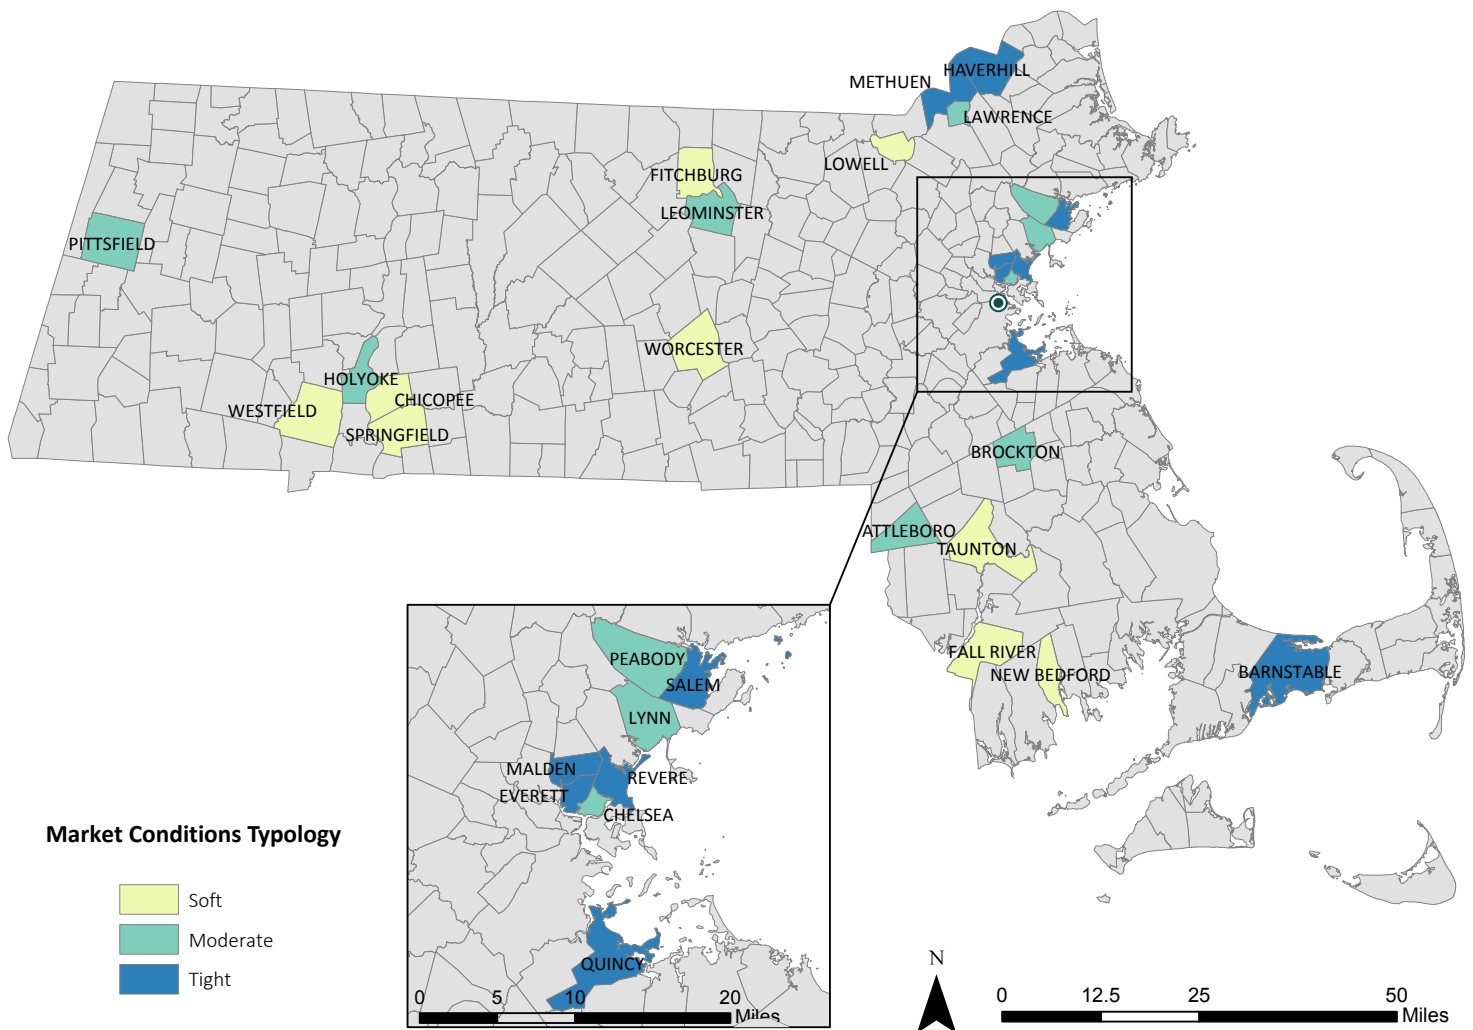 HAVERHILL
METHUEN
LAWRENCE
LOWELL
FITCHBURG
LEOMINSTER
PITTSFIELD
WORCESTER
HOLYOKE
CHICOPEE
WESTFIELD
SPRINGFIELD
BROCKTON
ATTLEBORO
TAUNTON
FALL RIVER
NEW BEDFORD
BARNSTABLE
PEABODY
SALEM
LYNN
MALDEN
REVERE
EVERETT
CHELSEA
QUINCY
0 5 10 20
Miles
Market Conditions Typology
Soft
Moderate
Tight
N
0 12.5 25 50
Miles